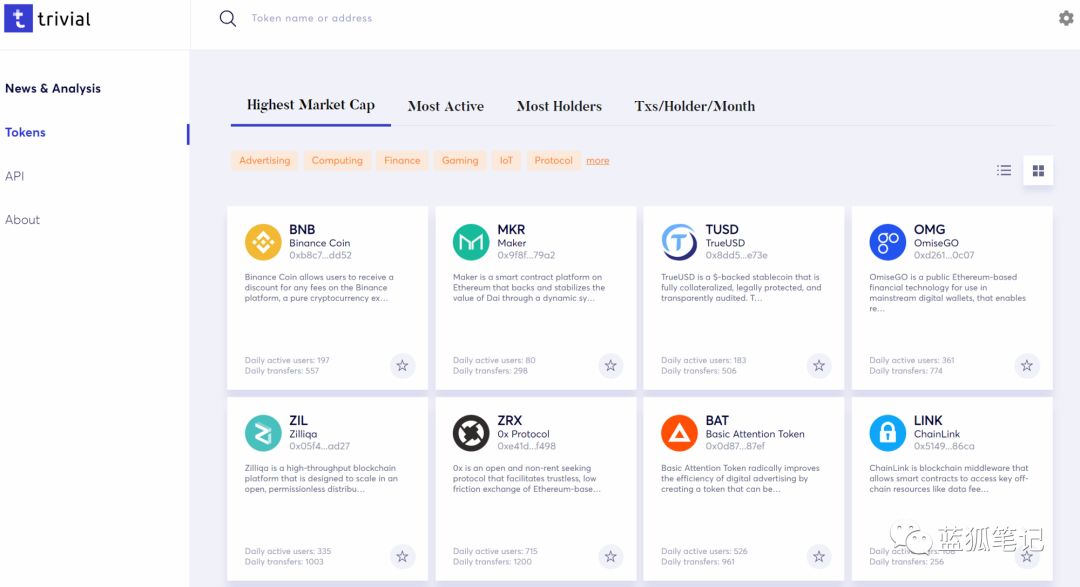 trivial
Token name or address
News & Analysis
Tokens
API
About
Highest Market Cap
Most Active
Most Holders
Txs/Holder/Month
Advertising
Computing
Finance
Gaming
IoT
Protocol
more
BNB
Binance Coin
0xb8c7...dd52
Binance Coin allows users to receive a
discount for any fees on the Binance
platform, a pure cryptocurrency ex...
Daily active users: 197
Daily transfers: 557
MKR
Maker
0x9f8f...79a2
Maker is a smart contract platform on
Ethereum that backs and stabilizes the
value of Dai through a dynamic sy...
Daily active users: 80
Daily transfers: 298
TUSD
TrueUSD
0x8dd5...e73e
TrueUSD is a $-backed stablecoin that is
fully collateralized, legally protected, and
transparently audited. T...
Daily active users: 183
Daily transfers: 506
OMG
OmiseGO
0xd261...0c07
OmiseGO is a public Ethereum-based
financial technology for use in
mainstream digital wallets, that enables
re...
Daily active users: 361
Daily transfers: 774
ZIL
Zilliqa
0x05f4...ad27
Zilliqa is a high-throughput blockchain
platform that is designed to scale in an
open, permissionless distribu...
Daily active users: 335
Daily transfers: 1003
ZRX
0x Protocol
0xe41d...f498
0x is an open and non-rent seeking
protocol that facilitates trustless, low
friction exchange of Ethereum-base...
Daily active users: 715
Daily transfers: 1200
BAT
Basic Attention Token
0x0d87...87ef
Basic Attention Token radically improves
the efficiency of digital advertising by
creating a token that can be...
Daily active users: 526
Daily transfers: 961
LINK
ChainLink
0x5149...86ca
ChainLink is blockchain middleware that
allows smart contracts to access key off-
chain resources like data fee...
Daily users:
Daily transfers: 256
蓝狐笔记